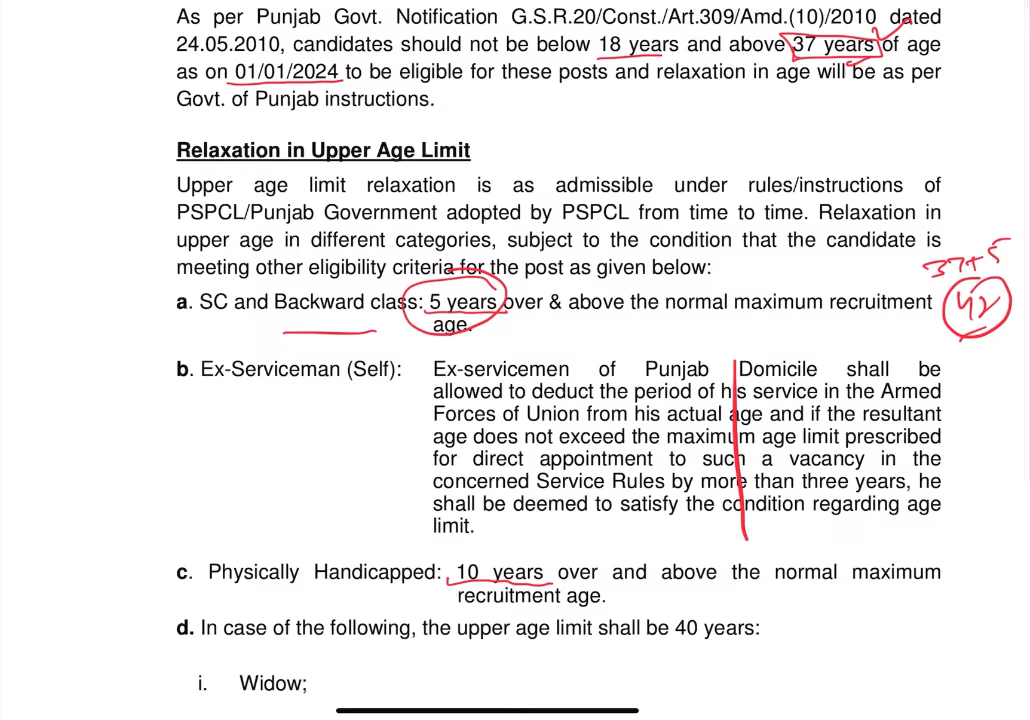 As per Punjab Govt. Notification G.S.R.20/Const./Art.309/Amd.(10)/2010 dated
24.05.2010, candidates should not be below 18 years and above 37 years of age
as on 01/01/2024 to be eligible for these posts and relaxation in age will be as per
Govt. of Punjab instructions.
Relaxation in Upper Age Limit
Upper age limit relaxation is as admissible under rules/instructions of
PSPCL/Punjab Government adopted by PSPCL from time to time. Relaxation in
upper age in different categories, subject to the condition that the candidate is
meeting other eligibility criteria for the post as given below:
37+5
a. SC and Backward class: 5 years over & above the normal maximum recruitment
age.
42
b. Ex-Serviceman (Self): Ex-servicemen of Punjab Domicile shall be
allowed to deduct the period of his service in the Armed
Forces of Union from his actual age and if the resultant
age does not exceed the maximum age limit prescribed
for direct appointment to such a vacancy in the
concerned Service Rules by more than three years, he
shall be deemed to satisfy the condition regarding age
limit.
c. Physically Handicapped: 10 years over and above the normal maximum
recruitment age.
d. In case of the following, the upper age limit shall be 40 years:
i. Widow;